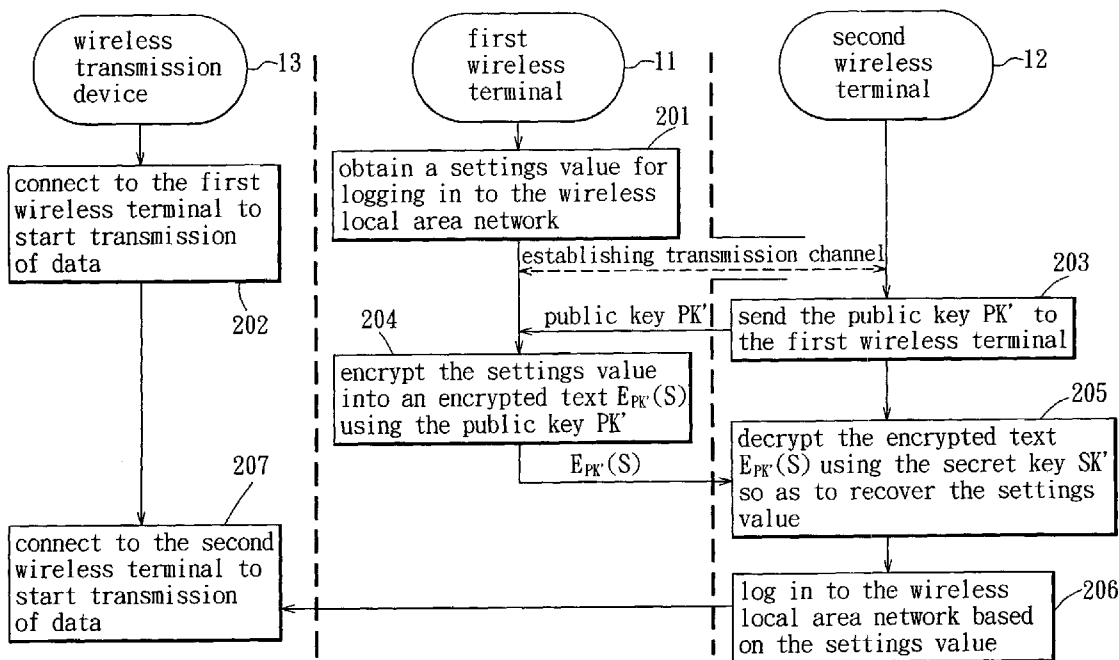 wireless
transmission
device
13
first
wireless
terminal
11
second
wireless
terminal
12
201
obtain a settings value for
logging in to the wireless
local area network
connect to the first
wireless terminal to
start transmission
of data
202
establishing transmission channel
203
public key PK'
send the public key PK' to
the first wireless terminal
204
encrypt the settings value
into an encrypted text EPK'(S)
using the public key PK'
205
decrypt the encrypted text
EPK'(S) using the secret key SK'
so as to recover the settings
value
EPK'(S)
207
connect to the second
wireless terminal to
start transmission
of data
log in to the wireless
local area network based
on the settings value
206